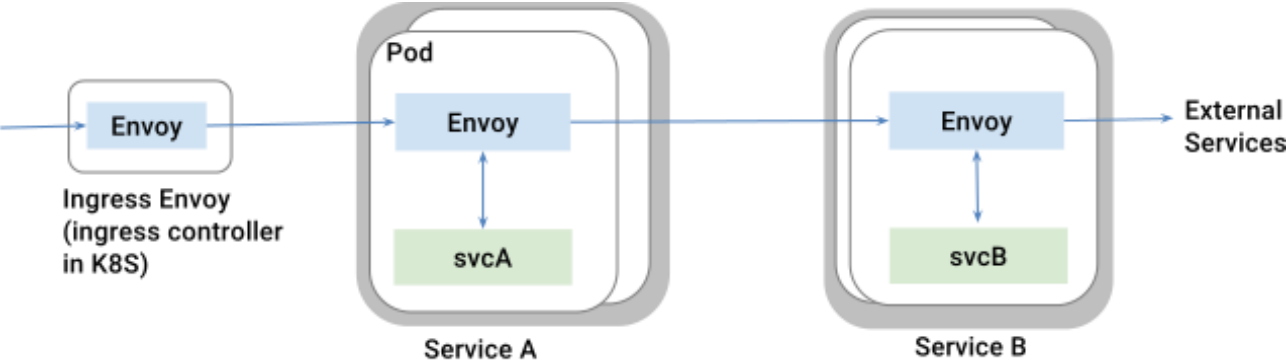 Pod
Envoy
Ingress Envoy
(ingress controller
in K8S)
Envoy
svcA
Service A
Envoy
svcB
Service B
External
Services